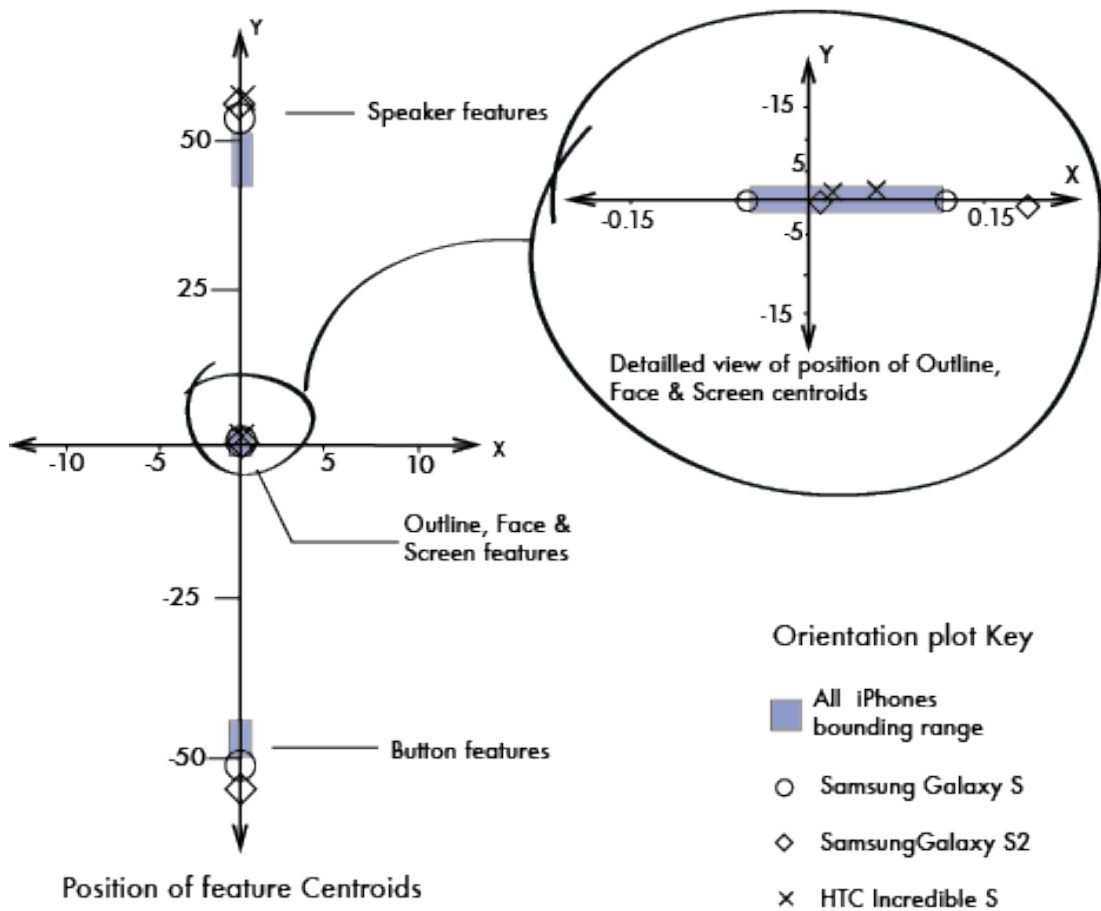 Y
Speaker features
50
25
-10
-5
5
10
X
Outline, Face &
Screen features
-25
-50
Button features
Position of feature Centroids
Y
-15
5
X
-0.15
0.15
-5
-15
Detailled view of position of Outline,
Face & Screen centroids
Orientation plot Key
All iPhones
bounding range
Samsung Galaxy S
SamsungGalaxy S2
HTC Incredible S